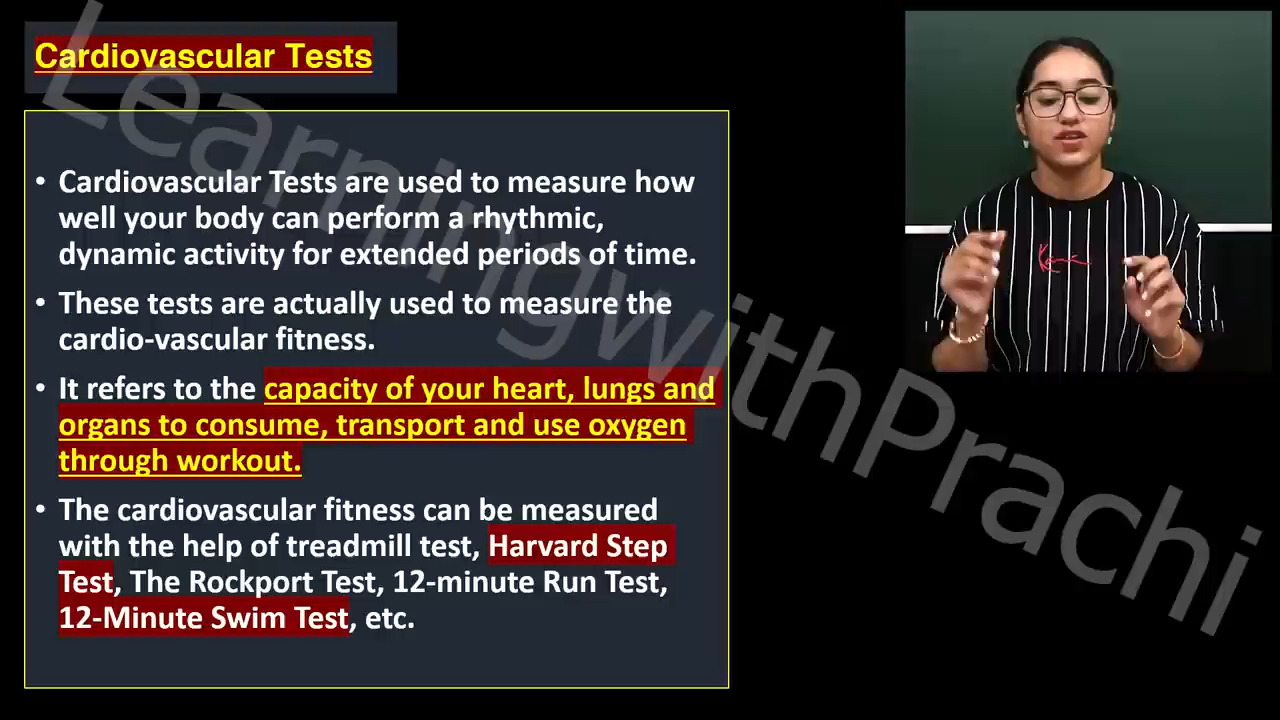 Cardiovascular Tests
• Cardiovascular Tests are used to measure how
well your body can perform a rhythmic,
dynamic activity for extended periods of time.
• These tests are actually used to measure the
cardio-vascular fitness.
• It refers to the capacity of your heart, lungs and
organs to consume, transport and use oxygen
through workout.
• The cardiovascular fitness can be measured
with the help of treadmill test, Harvard Step
Test, The Rockport Test, 12-minute Run Test,
12-Minute Swim Test, etc.
LearningwithPrachi